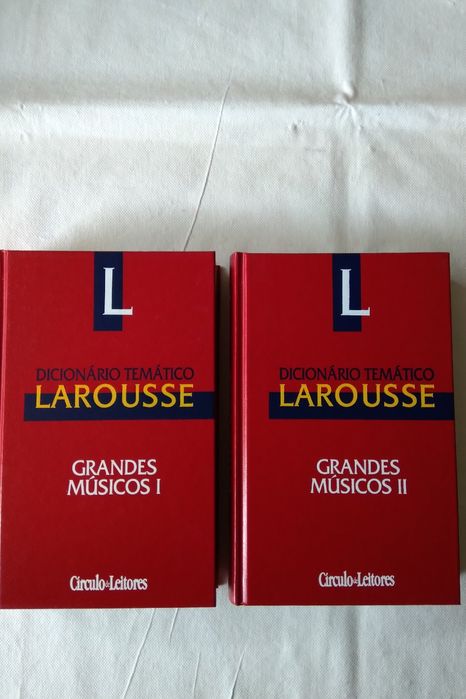 L
DICIONÁRIO TEMÁTICO
LAROUSSE
GRANDES
MÚSICOS I
Círculo de Leitores
L
DICIONÁRIO TEMÁTICO
LAROUSSE
GRANDES
MÚSICOS II
Círculo de Leitores